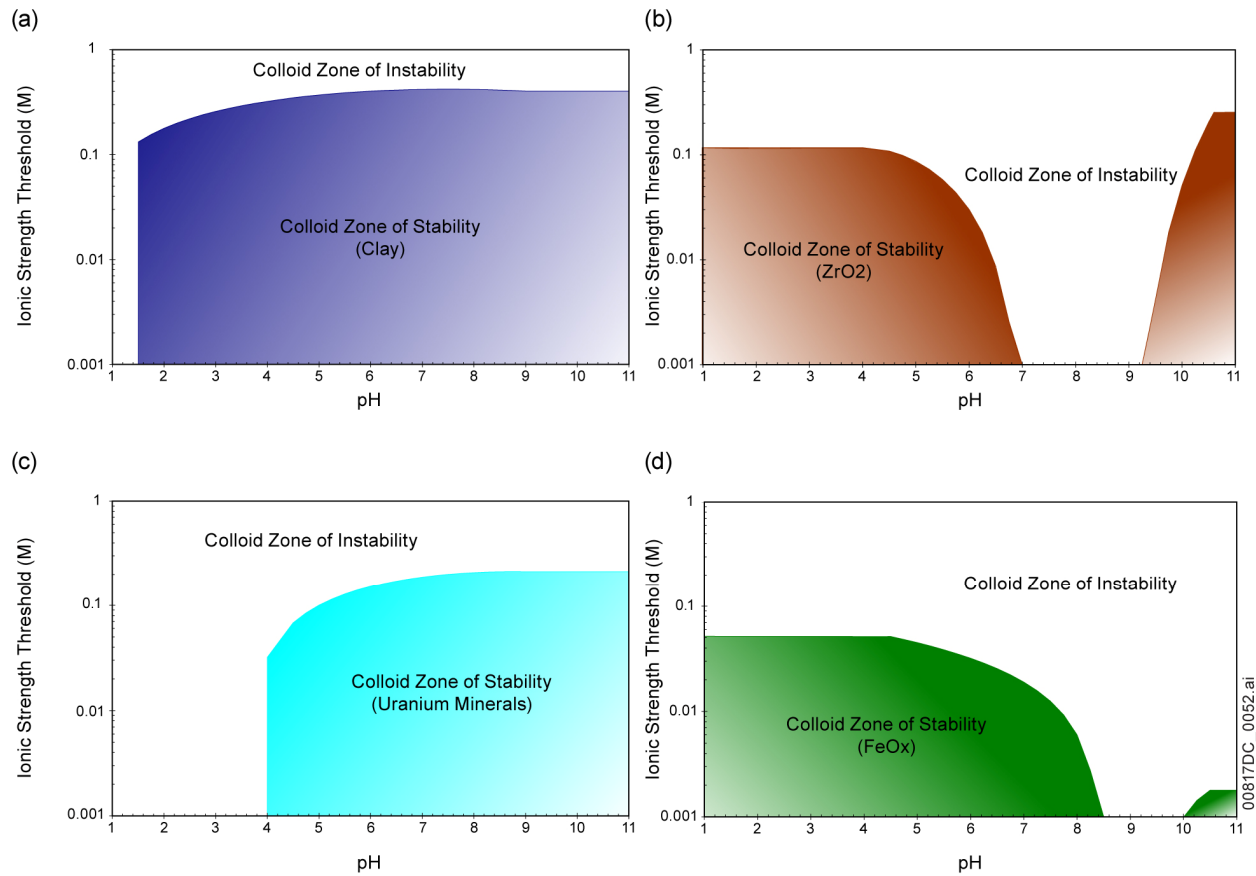 (a)
Ionic Strength Threshold (M)
1
0.1
0.01
0.001
Colloid Zone of Instability
Colloid Zone of Stability
(Clay)
1 2 3 4 5 6 7 8 9 10 11
pH
(b)
Ionic Strength Threshold (M)
1
0.1
0.01
0.001
Colloid Zone of Instability
Colloid Zone of Stability
(ZrO2)
1 2 3 4 5 6 7 8 9 10 11
pH
(c)
Ionic Strength Threshold (M)
1
0.1
0.01
0.001
Colloid Zone of Instability
Colloid Zone of Stability
(Uranium Minerals)
1 2 3 4 5 6 7 8 9 10 11
pH
(d)
Ionic Strength Threshold (M)
1
0.1
0.01
0.001
Colloid Zone of Instability
Colloid Zone of Stability
(FeOx)
1 2 3 4 5 6 7 8 9 10 11
pH
00817DC_0052.ai